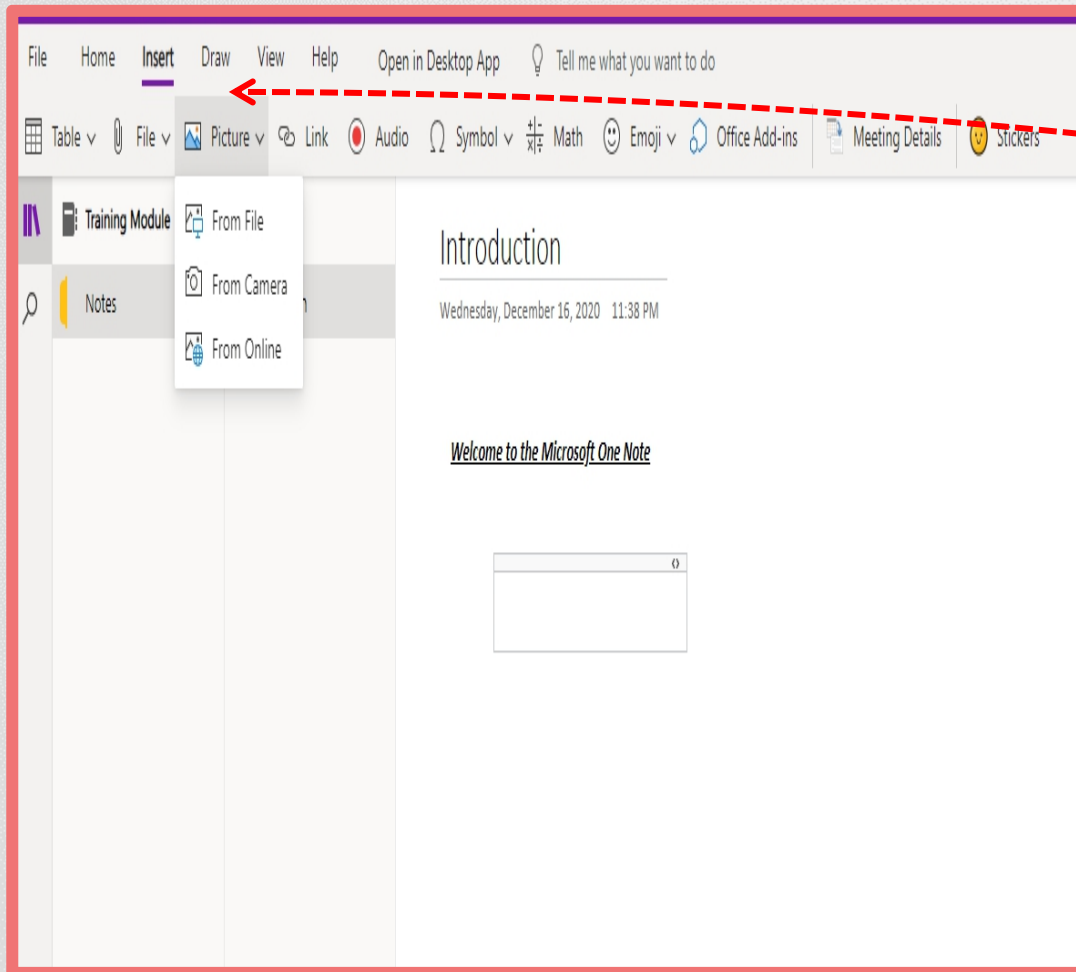 File Home Insert Draw View Help Open in Desktop App Tell me what you want to do
Table File Picture Link Audio Symbol Math Emoji Office Add-ins Meeting Details Stickers
Training Module
From File
From Camera
From Online
Notes
Introduction
Wednesday, December 16, 2020 11:38 PM
Welcome to the Microsoft One Note